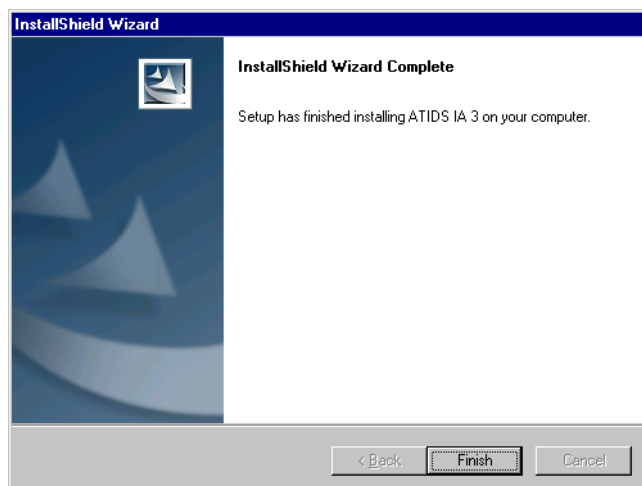 InstallShield Wizard
InstallShield Wizard Complete
Setup has finished installing ATIDS IA 3 on your computer.
< Back
Finish
Cancel